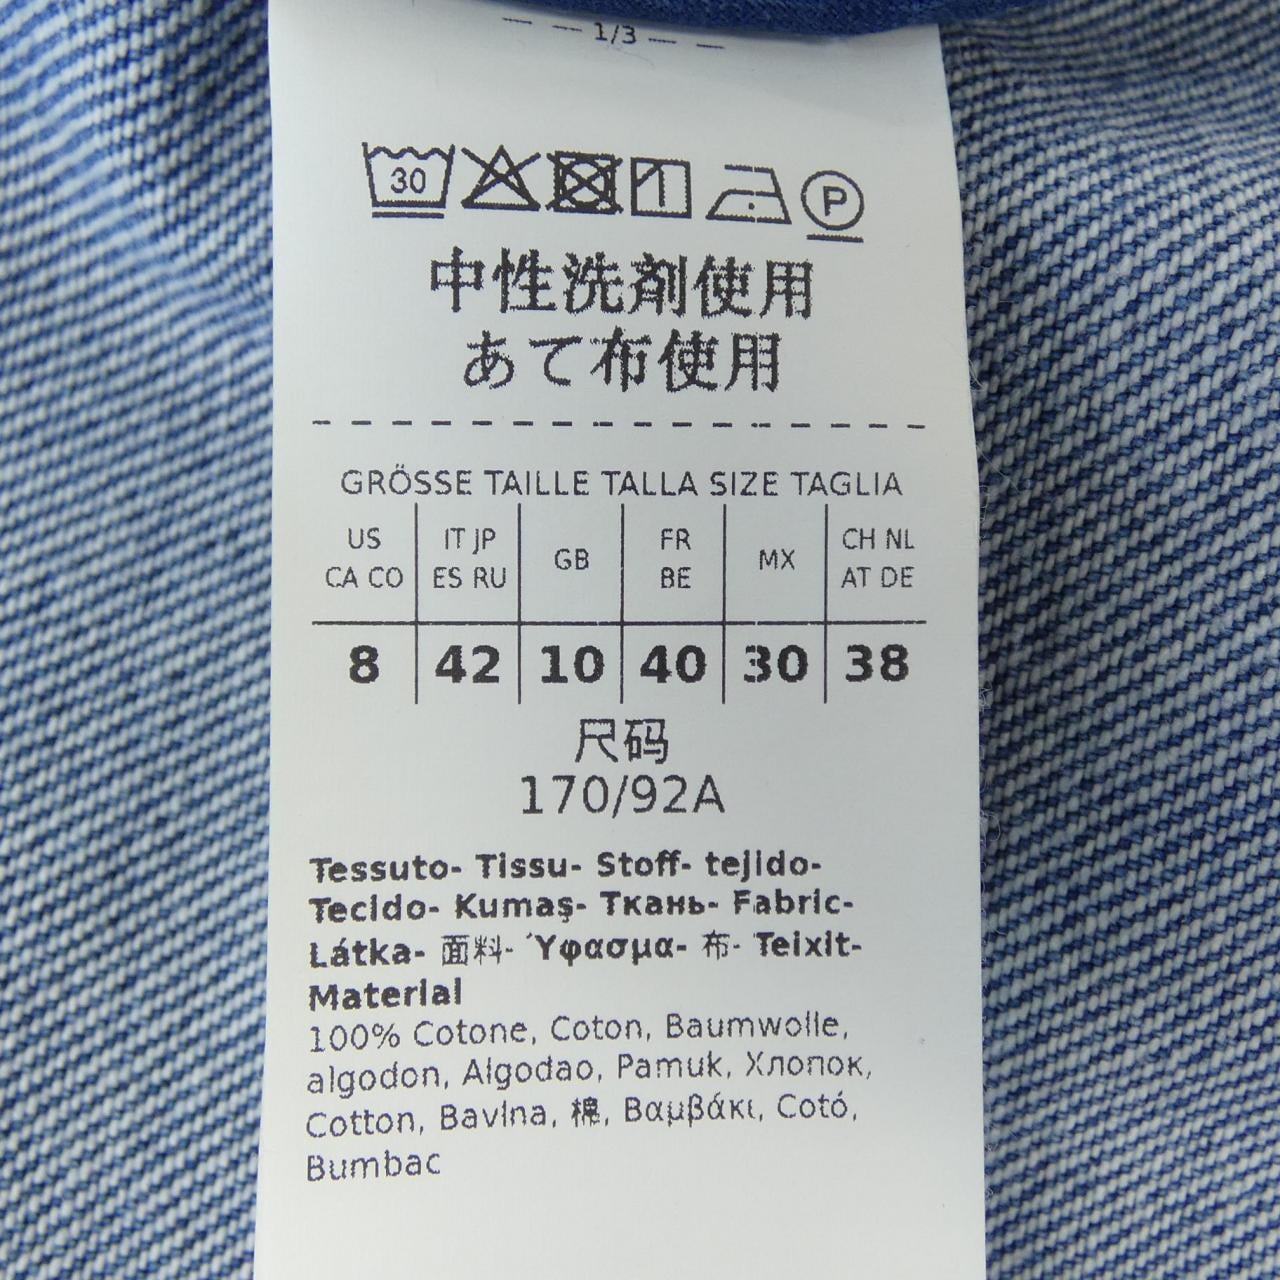 — — 1/3 — —
30 P
中性洗剤使用
あて布使用
GRÖSSE TAILLE TALLA SIZE TAGLIA
US CA CO | IT JP ES RU | GB | FR BE | MX | CH NL AT DE
8 | 42 | 10 | 40 | 30 | 38
尺码
170/92A
Tessuto- Tissu- Stoff- tejido-
Tecido- Kumaş- Ткань- Fabric-
Látka- 面料- Ύφασμα- 布- Teixit-
Material
100% Cotone, Coton, Baumwolle,
algodon, Algodao, Pamuk, Хлопок,
Cotton, Bavlna, 棉, Βαμβάκι, Cotó,
Bumbac